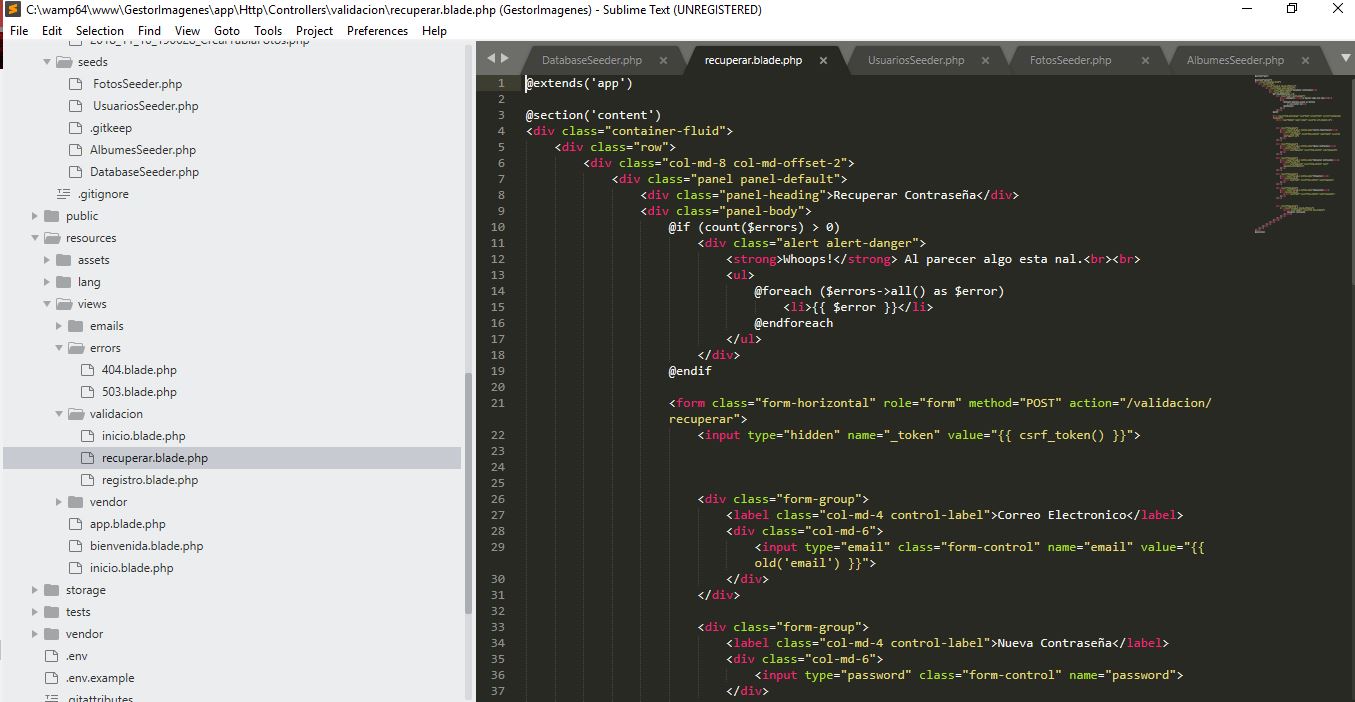 C:\wamp64\www\GestorImagenes\app\Http\Controllers\validacion\recuperar.blade.php (GestorImagenes) - Sublime Text (UNREGISTERED)
File Edit Selection Find View Goto Tools Project Preferences Help
seeds
FotosSeeder.php
UsuariosSeeder.php
.gitkeep
AlbumesSeeder.php
DatabaseSeeder.php
.gitignore
public
resources
assets
lang
views
emails
errors
404.blade.php
503.blade.php
validacion
inicio.blade.php
recuperar.blade.php
registro.blade.php
vendor
app.blade.php
bienvenida.blade.php
inicio.blade.php
storage
tests
vendor
.env
.env.example
.gitattributes
DatabaseSeeder.php × recuperar.blade.php × UsuariosSeeder.php × FotosSeeder.php × AlbumesSeeder.php ×
1 @extends('app')
2
3 @section('content')
4 <div class="container-fluid">
5 <div class="row">
6 <div class="col-md-8 col-md-offset-2">
7 <div class="panel panel-default">
8 <div class="panel-heading">Recuperar Contraseña</div>
9 <div class="panel-body">
10 @if (count($errors) > 0)
11 <div class="alert alert-danger">
12 <strong>Whoops!</strong> Al parecer algo esta nal.<br><br>
13 <ul>
14 @foreach ($errors->all() as $error)
15 <li>{{ $error }}</li>
16 @endforeach
17 </ul>
18 </div>
19 @endif
20
21 <form class="form-horizontal" role="form" method="POST" action="/validacion/
recuperar">
22 <input type="hidden" name="_token" value="{{ csrf_token() }}">
23
24
25
26 <div class="form-group">
27 <label class="col-md-4 control-label">Correo Electronico</label>
28 <div class="col-md-6">
29 <input type="email" class="form-control" name="email" value="{{
old('email') }}">
30 </div>
31 </div>
32
33 <div class="form-group">
34 <label class="col-md-4 control-label">Nueva Contraseña</label>
35 <div class="col-md-6">
36 <input type="password" class="form-control" name="password">
37 </div>